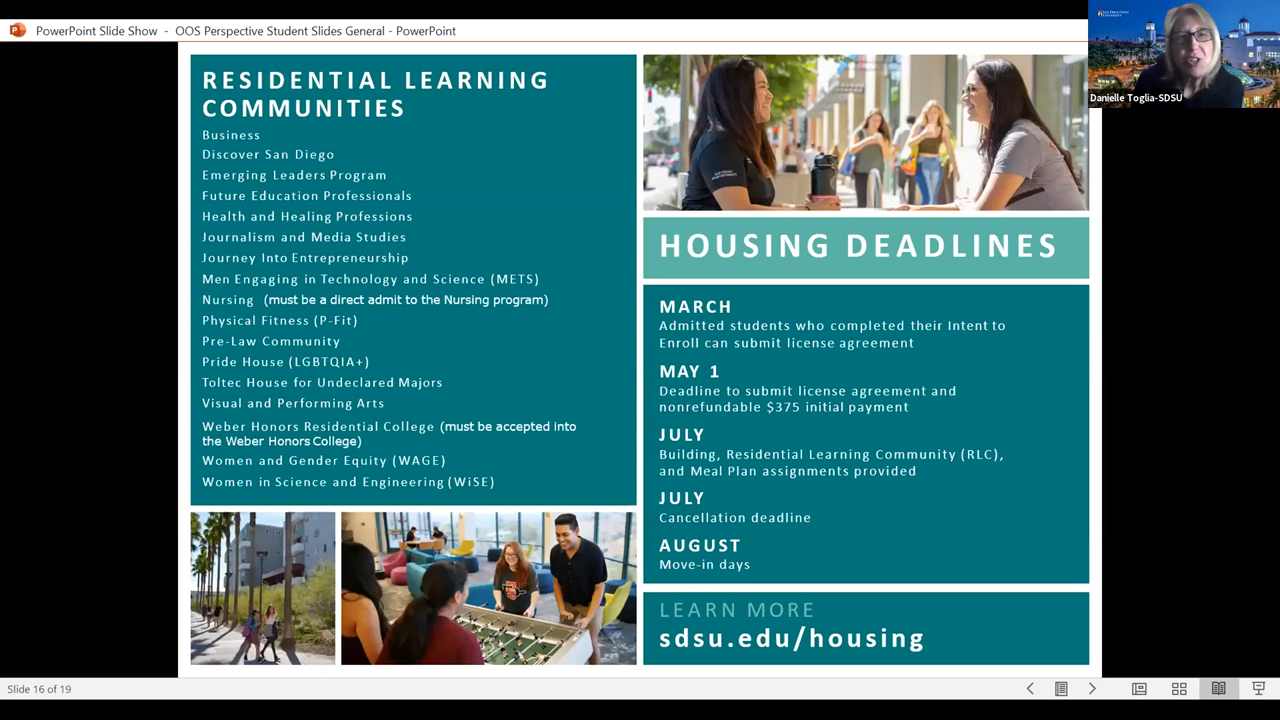 PowerPoint Slide Show - OOS Perspective Student Slides General - PowerPoint
RESIDENTIAL LEARNING
COMMUNITIES
Business
Discover San Diego
Emerging Leaders Program
Future Education Professionals
Health and Healing Professions
Journalism and Media Studies
Journey Into Entrepreneurship
Men Engaging in Technology and Science (METS)
Nursing (must be a direct admit to the Nursing program)
Physical Fitness (P-Fit)
Pre-Law Community
Pride House (LGBTQIA+)
Toltec House for Undeclared Majors
Visual and Performing Arts
Weber Honors Residential College (must be accepted into
the Weber Honors College)
Women and Gender Equity (WAGE)
Women in Science and Engineering (WiSE)
HOUSING DEADLINES
MARCH
Admitted students who completed their Intent to
Enroll can submit license agreement
MAY 1
Deadline to submit license agreement and
nonrefundable $375 initial payment
JULY
Building, Residential Learning Community (RLC),
and Meal Plan assignments provided
JULY
Cancellation deadline
AUGUST
Move-in days
LEARN MORE
sdsu.edu/housing
Danielle Toglia-SDSU
Slide 16 of 19